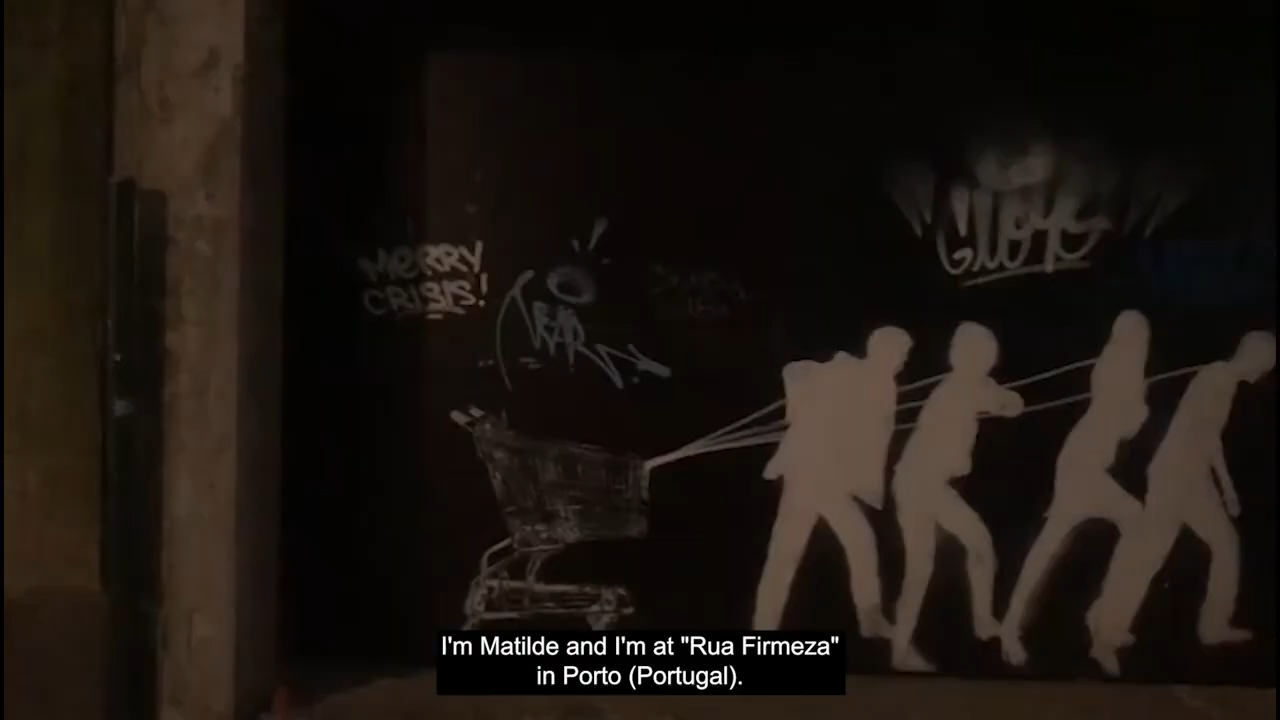 MERRY
CRISIS!
I'm Matilde and I'm at "Rua Firmeza"
in Porto (Portugal).